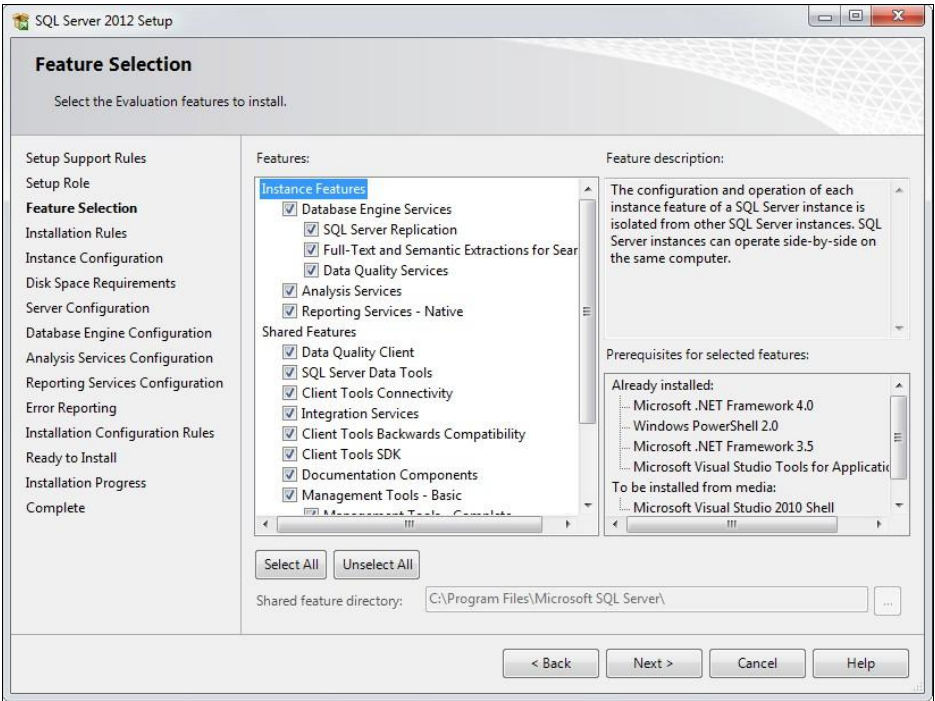 SQL Server 2012 Setup
Feature Selection
Select the Evaluation features to install.
Setup Support Rules
Setup Role
Feature Selection
Installation Rules
Instance Configuration
Disk Space Requirements
Server Configuration
Database Engine Configuration
Analysis Services Configuration
Reporting Services Configuration
Error Reporting
Installation Configuration Rules
Ready to Install
Installation Progress
Complete
Features:
Instance Features
Database Engine Services
SQL Server Replication
Full-Text and Semantic Extractions for Sear
Data Quality Services
Analysis Services
Reporting Services - Native
Shared Features
Data Quality Client
SQL Server Data Tools
Client Tools Connectivity
Integration Services
Client Tools Backwards Compatibility
Client Tools SDK
Documentation Components
Management Tools - Basic
Management Tools - Complete
Feature description:
The configuration and operation of each
instance feature of a SQL Server instance is
isolated from other SQL Server instances. SQL
Server instances can operate side-by-side on
the same computer.
Prerequisites for selected features:
Already installed:
Microsoft .NET Framework 4.0
Windows PowerShell 2.0
Microsoft .NET Framework 3.5
Microsoft Visual Studio Tools for Applicatic
To be installed from media:
Microsoft Visual Studio 2010 Shell
Select All
Unselect All
Shared feature directory:
C:\Program Files\Microsoft SQL Server\
...
< Back
Next >
Cancel
Help